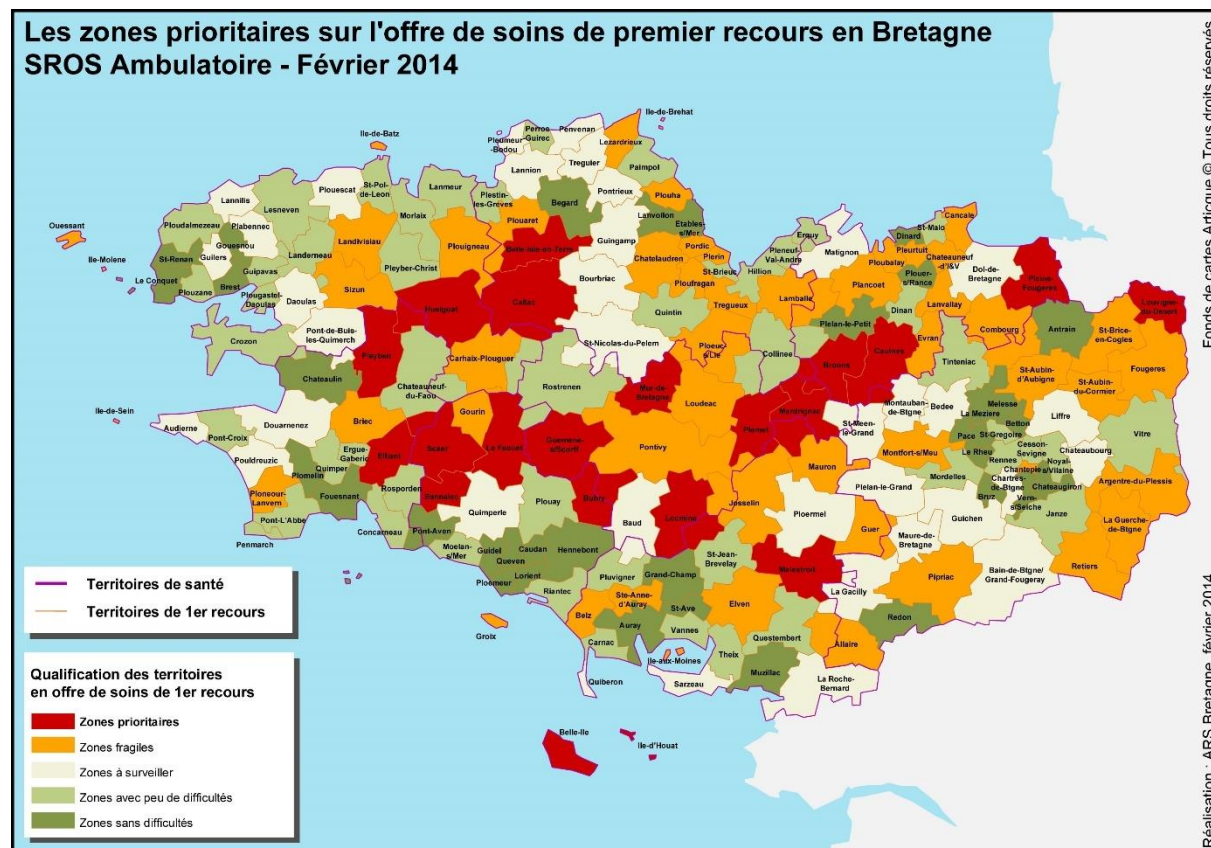 Les zones prioritaires sur l'offre de soins de premier recours en Bretagne
SROS Ambulatoire - Février 2014
Fonds de cartes Artique © Tous droits réservés
Réalisation : ARS Bretagne, février 2014
Ile-de-Brehat
Ile-de-Batz
Perros
-Guirec
Penvenan
Pleumeur
-Bodou
Lezardrieux
Treguier
Lannion
Paimpol
Plouescat
St-Pol-
de-Leon
Lanmeur
Plestin-
les-Greves
Begard
Pontrieux
Plouha
Lannilis
Lesneven
Morlaix
Lanvollon
Etables-
s/Mer
Ouessant
Ploudalmezeau
Plabennec
Landivisiau
Plouigneau
Plouaret
Belle-Isle-en-Terre
Guingamp
Gouesnou
Guilers
St-Renan
Landerneau
Pleyber-Christ
Chatelaudren
Pordic
Plerin
St-Brieuc
Ile-Molene
Guipavas
Brest
Le Conquet
Plouzane
Plougastel-
Daoulas
Daoulas
Sizun
Huelgoat
Callac
Bourbriac
Ploufragan
Hillion
Tregueux
Lamballe
Quintin
Pleneuf-
Val-Andre
Erquy
Matignon
Cancale
St-Malo
Dinard
Pleurtuit
Ploubalay
Chateauneuf
-d'I&V
Plouer-
s/Rance
Dol-de-
Bretagne
Pleine-
Fougeres
Louvigne-
du-Desert
Plancoet
Dinan
Lanvallay
Combourg
Antrain
St-Brice-
en-Cogles
Plelan-le-Petit
Evran
Tinteniac
St-Aubin-
d'Aubigne
St-Aubin-
du-Cormier
Fougeres
Crozon
Pont-de-Buis-
les-Quimerch
Pleyben
Chateaulin
Carhaix-Plouguer
St-Nicolas-du-Pelem
Ploeuc-
s/Lie
Collinee
Broons
Caulnes
Chateauneuf-
du-Faou
Rostrenen
Mur-de-
Bretagne
Loudeac
Merdrignac
Plemet
Montauban-
de-Btgne
Becherel
St-Meen-
le-Grand
Bedee
Melesse
La Meziere
Betton
Liffre
Vitre
Ile-de-Sein
Audierne
Douarnenez
Briec
Gourin
Pont-Croix
Pouldreuzic
Plomelin
Quimper
Ergue-
Gaberic
Elliant
Scaer
Le Faouet
Guemene-
s/Scorff
Pontivy
Mauron
Montfort-s/Meu
Pace
St-Gregoire
Le Rheu
Rennes
Cesson-
Sevigne
Noyal-
s/Vilaine
Chateaubourg
Chantepie
Chartres-
de-Btgne
Chateaugiron
Argentre-du-Plessis
Mordelles
Bruz
Vern-
s/Seiche
Janze
La Guerche-
de-Btgne
Plonsour-
Lanvern
Fouesnant
Rosporden
Bannalec
Plouay
Bubry
Josselin
Ploermel
Plelan-le-Grand
Guichen
Pont-L'Abbe
Penmarch
Concarneau
Pont-Aven
Quimperle
Baud
Locmine
Guer
Maure-de-
Bretagne
Bain-de-Btgne/
Grand-Fougeray
Retiers
Moelan-
s/Mer
Guidel
Caudan
Hennebont
Queven
Ploemeur
Lorient
Riantec
Pluvigner
Grand-Champ
St-Jean-
Brevelay
Malestroit
La Gacilly
Pipriac
Groix
Belz
Ste-Anne-
d'Auray
St-Ave
Elven
Auray
Vannes
Carnac
Questembert
Allaire
Redon
Ile-aux-Moines
Theix
Muzillac
Quiberon
Sarzeau
La Roche-
Bernard
Belle-Ile
Ile-d'Houat
Territoires de santé
Territoires de 1er recours
Qualification des territoires
en offre de soins de 1er recours
Zones prioritaires
Zones fragiles
Zones à surveiller
Zones avec peu de difficultés
Zones sans difficultés